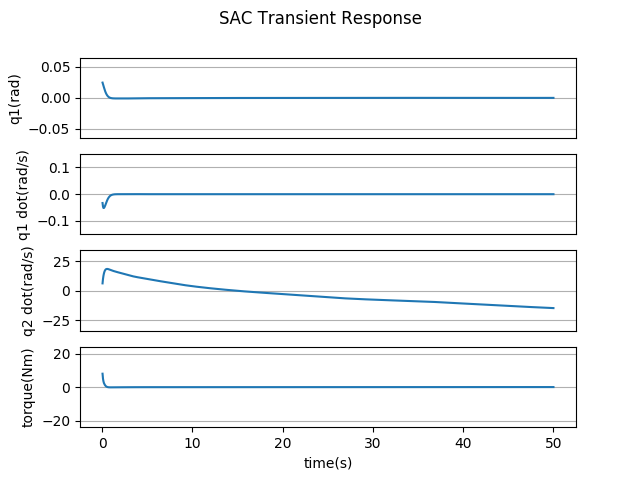 SAC Transient Response
q1(rad)
0.05
0.00
−0.05
q1 dot(rad/s)
0.1
0.0
−0.1
q2 dot(rad/s)
25
0
−25
torque(Nm)
20
0
−20
0 10 20 30 40 50
time(s)